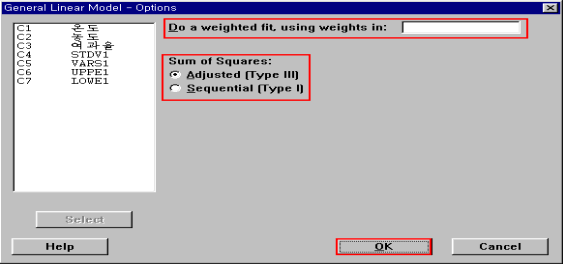 General Linear Model - Options
C1 온도
C2 농도
C3 여과율
C4 STDV1
C5 VARS1
C6 UPPE1
C7 LOWE1
Do a weighted fit, using weights in:
Sum of Squares:
Adjusted (Type III)
Sequential (Type I)
Select
Help
OK
Cancel